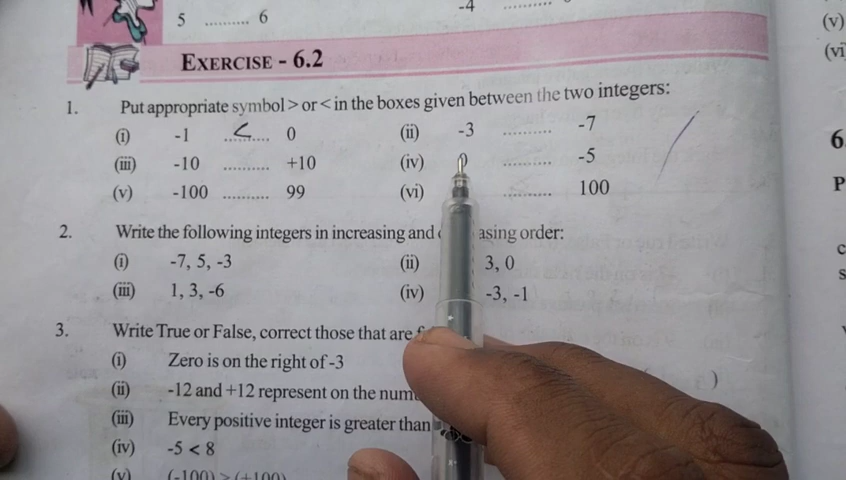 5 .......... 6
-4 ..........
EXERCISE - 6.2
1. Put appropriate symbol > or < in the boxes given between the two integers:
(i) -1 ...<... 0 (ii) -3 .......... -7
(iii) -10 .......... +10 (iv) 0 .......... -5
(v) -100 .......... 99 (vi) .......... 100
2. Write the following integers in increasing and asing order:
(i) -7, 5, -3 (ii) 3, 0
(iii) 1, 3, -6 (iv) -3, -1
3. Write True or False, correct those that are
(i) Zero is on the right of -3
(ii) -12 and +12 represent on the num
(iii) Every positive integer is greater than
(iv) -5 < 8
(v) (-100) > (+100)
(v)
(vi
6
P
c
s